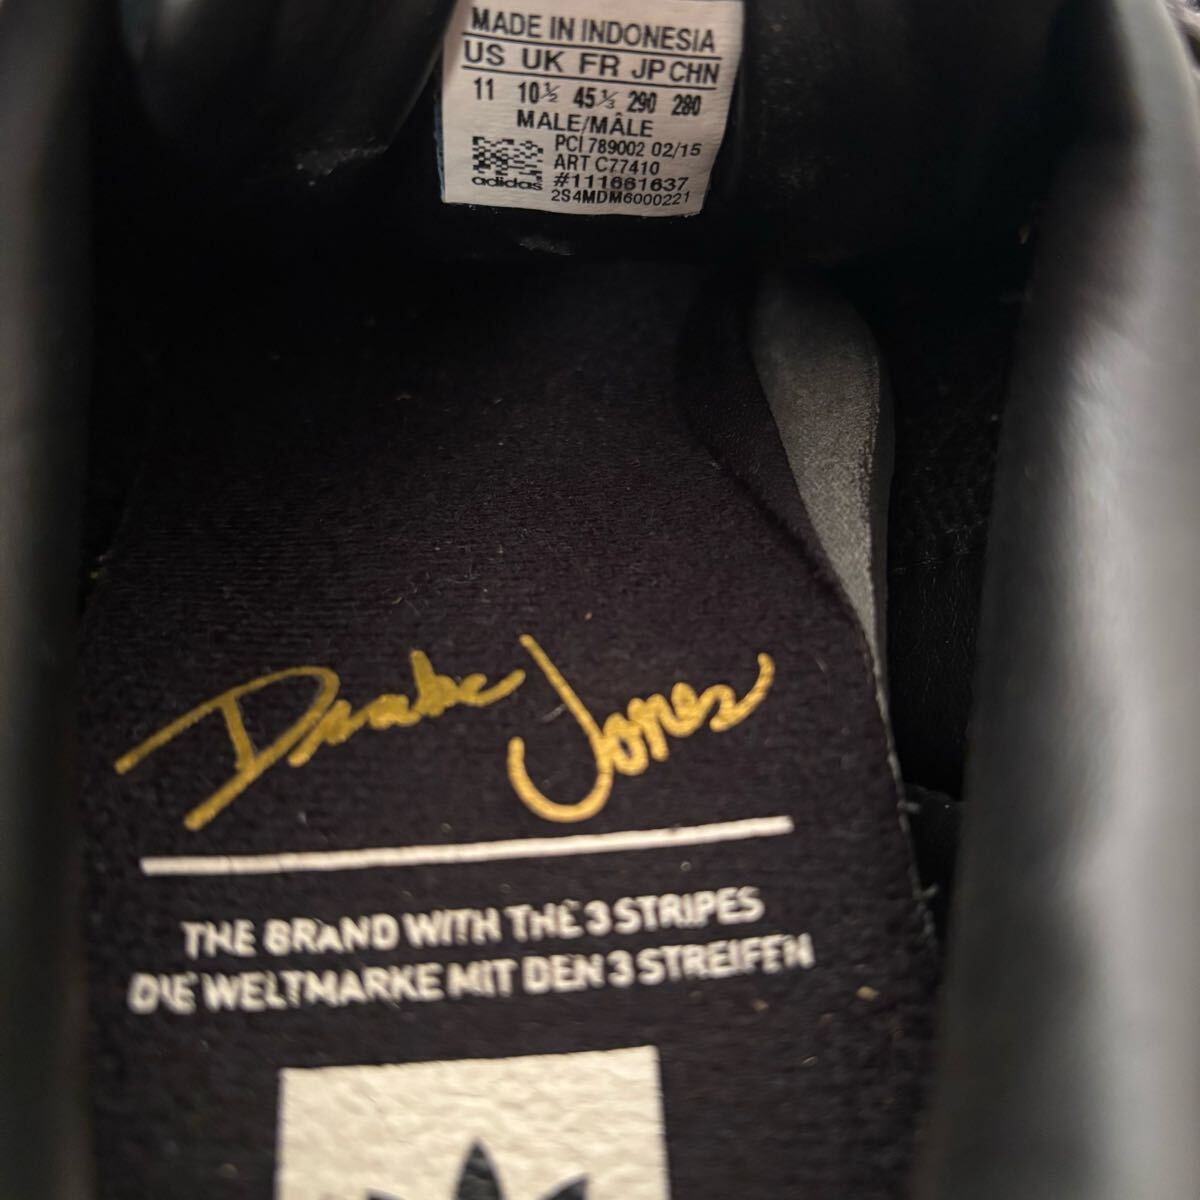 MADE IN INDONESIA
US UK FR JP CHN
11 10½ 45⅓ 290 280
MALE/MÂLE
PCI 789002 02/15
ART C77410
adidas #111661637
2S4MDM6000221
Drake Jones
THE BRAND WITH THE 3 STRIPES
DIE WELTMARKE MIT DEN 3 STREIFEN